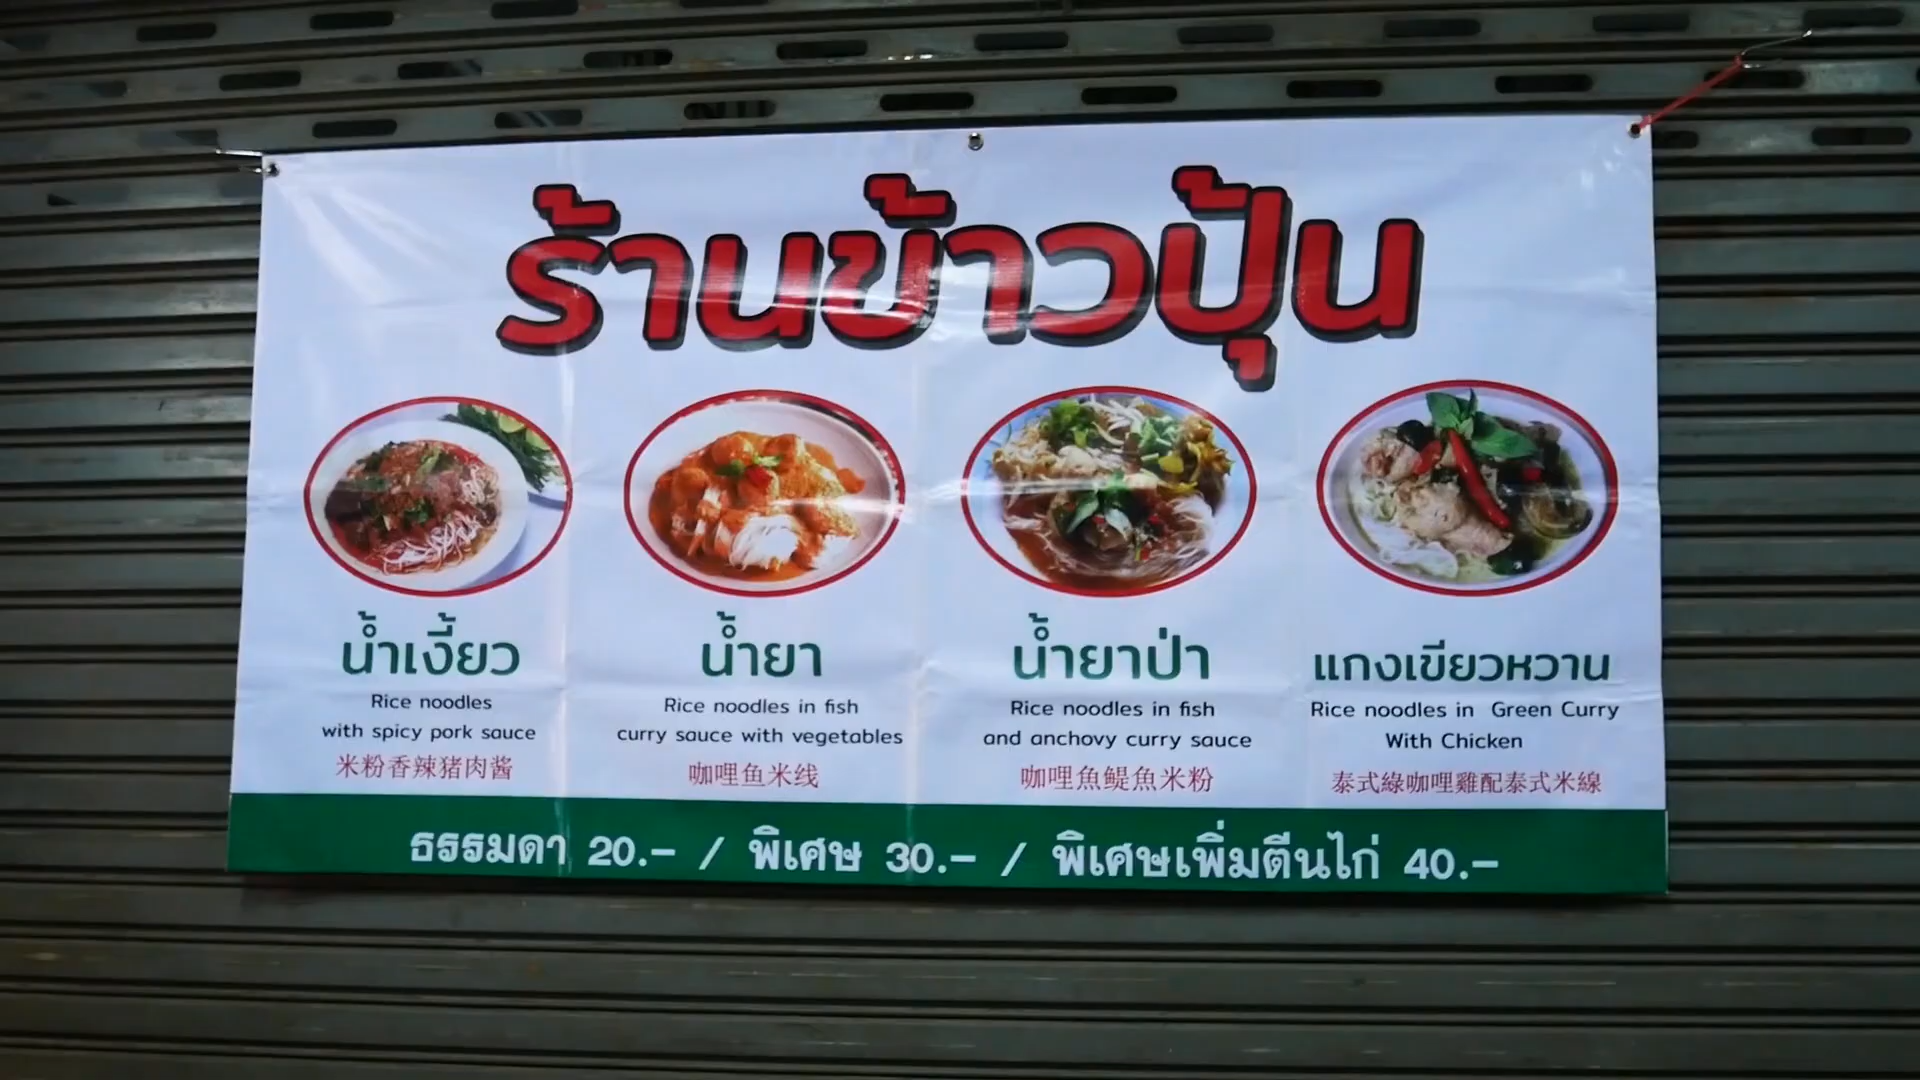 ร้านข้าวปุ้น
น้ำเงี้ยว
Rice noodles
with spicy pork sauce
米粉香辣猪肉酱
น้ำยา
Rice noodles in fish
curry sauce with vegetables
咖哩鱼米线
น้ำยาป่า
Rice noodles in fish
and anchovy curry sauce
咖哩魚鯷魚米粉
แกงเขียวหวาน
Rice noodles in Green Curry
With Chicken
泰式綠咖哩雞配泰式米線
ธรรมดา 20.- / พิเศษ 30.- / พิเศษเพิ่มตีนไก่ 40.-